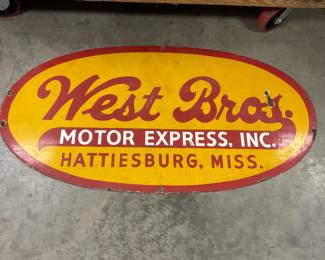 West Bros.
MOTOR EXPRESS, INC.
HATTIESBURG, MISS.